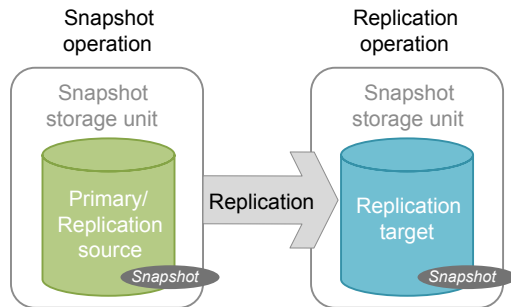 Snapshot
operation
Snapshot
storage unit
Primary/
Replication
source
Snapshot
Replication
Replication
operation
Snapshot
storage unit
Replication
target
Snapshot